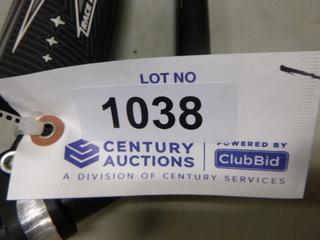 LOT NO
1038
CENTURY
AUCTIONS
POWERED BY
ClubBid
A DIVISION OF CENTURY SERVICES